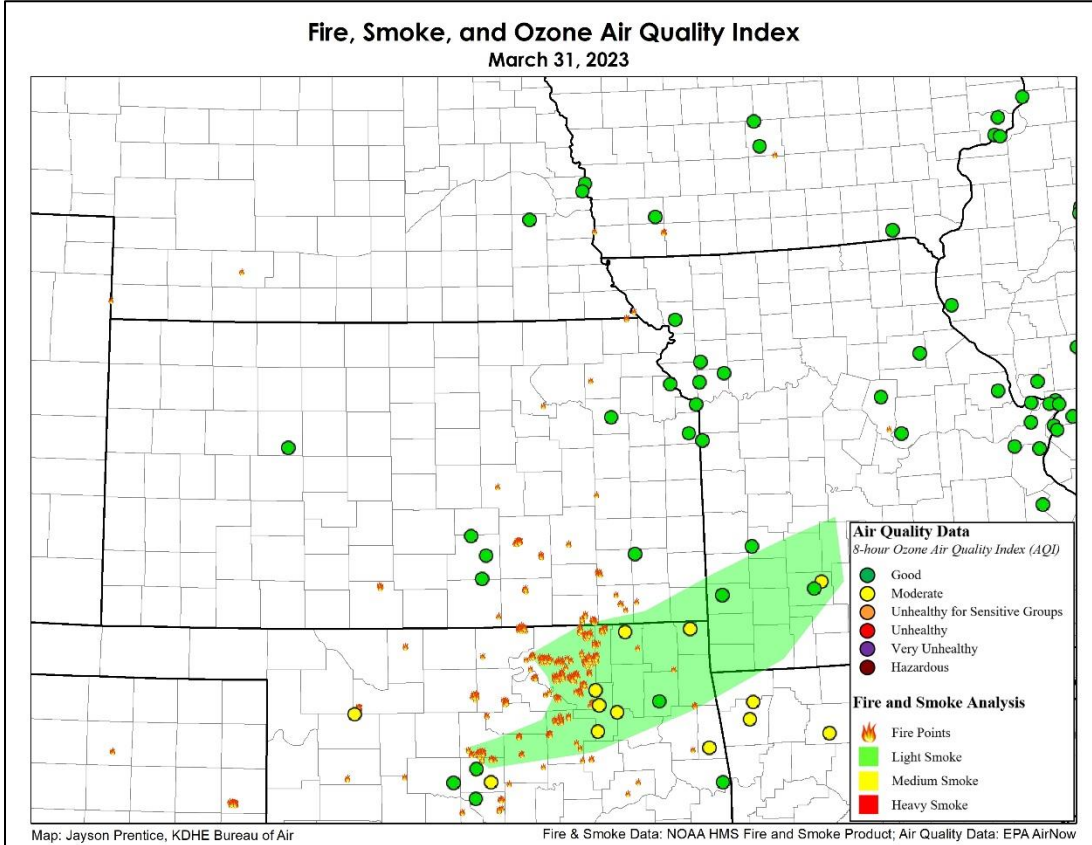 Fire, Smoke, and Ozone Air Quality Index
March 31, 2023
Air Quality Data
8-hour Ozone Air Quality Index (AQI)
Good
Moderate
Unhealthy for Sensitive Groups
Unhealthy
Very Unhealthy
Hazardous
Fire and Smoke Analysis
Fire Points
Light Smoke
Medium Smoke
Heavy Smoke
Map: Jayson Prentice, KDHE Bureau of Air
Fire & Smoke Data: NOAA HMS Fire and Smoke Product; Air Quality Data: EPA AirNow